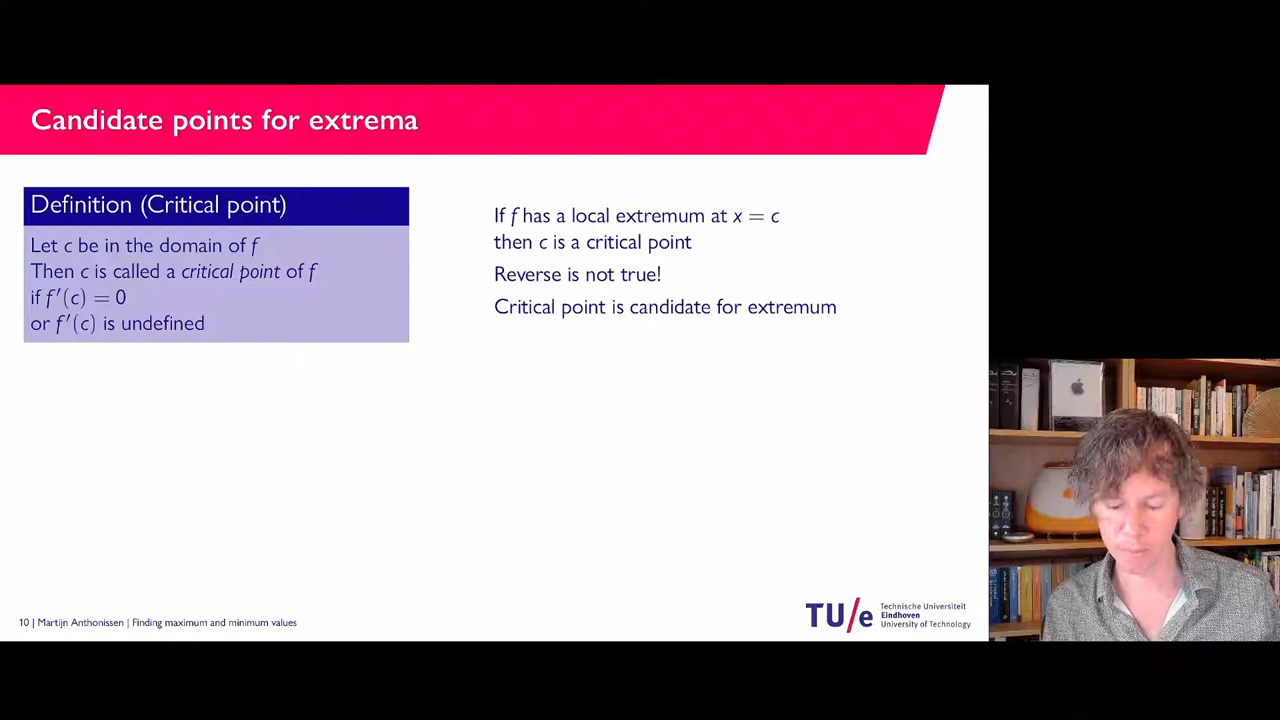 Candidate points for extrema
Definition (Critical point)
Let c be in the domain of f
Then c is called a critical point of f
if f′(c) = 0
or f′(c) is undefined
If f has a local extremum at x = c
then c is a critical point
Reverse is not true!
Critical point is candidate for extremum
10 | Martijn Anthonissen | Finding maximum and minimum values
TU/e
Technische Universiteit
Eindhoven
University of Technology